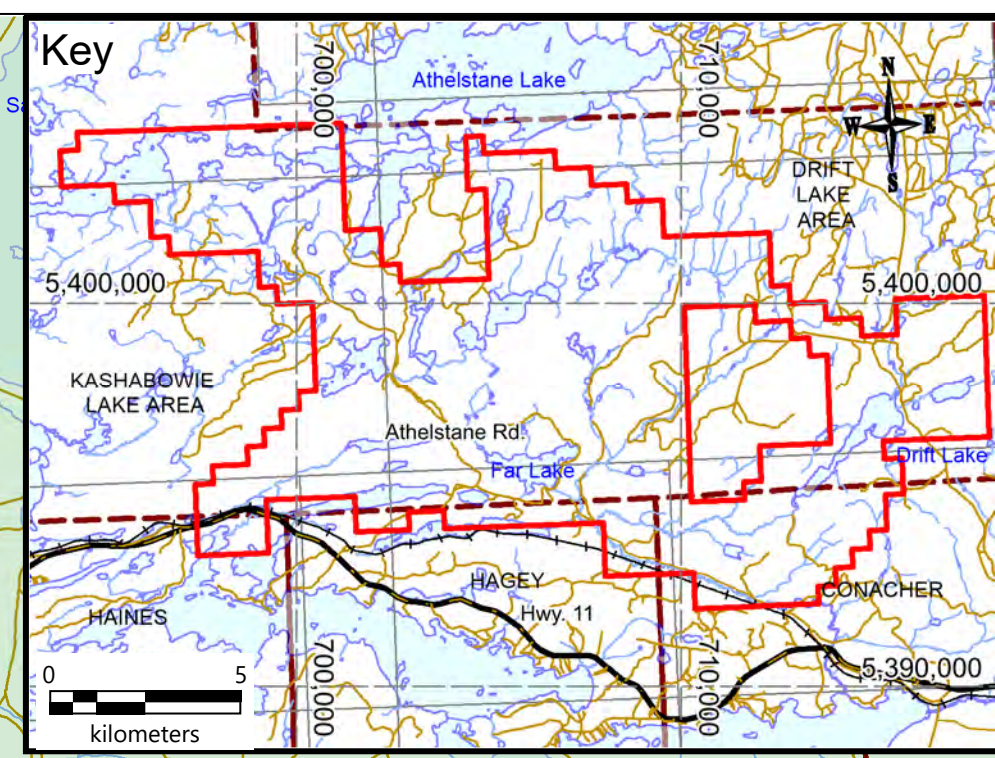 Key
Athelstane Lake
Sa
700,000
710,000
N
W
E
S
DRIFT
LAKE
AREA
5,400,000
5,400,000
KASHABOWIE
LAKE AREA
Athelstane Rd.
Far Lake
Drift Lake
HAGEY
CONACHER
HAINES
Hwy. 11
5,390,000
700,000
710,000
0
5
kilometers